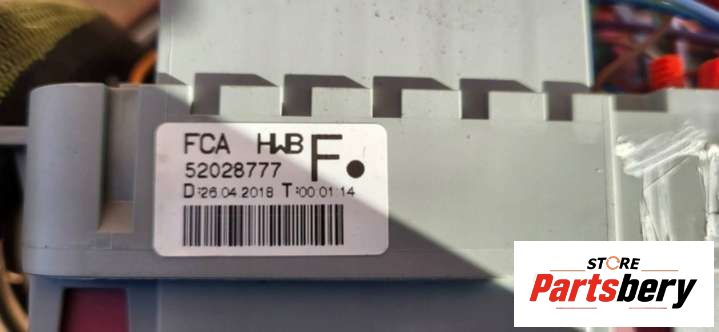 FCA HWB F.
52028777
D:26.04.2018 T:00:01:14
STORE
Partsbery